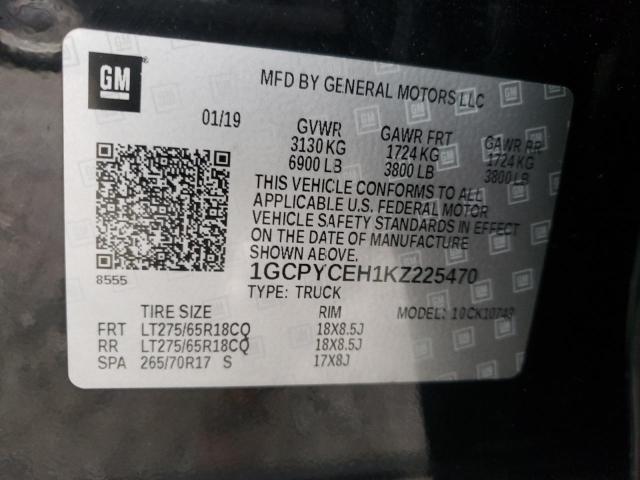 GM
MFD BY GENERAL MOTORS LLC
01/19 GVWR GAWR FRT GAWR RR
3130 KG 1724 KG 1724 KG
6900 LB 3800 LB 3800 LB
THIS VEHICLE CONFORMS TO ALL
APPLICABLE U.S. FEDERAL MOTOR
VEHICLE SAFETY STANDARDS IN EFFECT
ON THE DATE OF MANUFACTURE
SHOWN ABOVE.
8555 1GCPYCEH1KZ225470
TYPE: TRUCK MODEL: 10CK10743
TIRE SIZE RIM
FRT LT275/65R18CQ 18X8.5J
RR LT275/65R18CQ 18X8.5J
SPA 265/70R17 S 17X8J